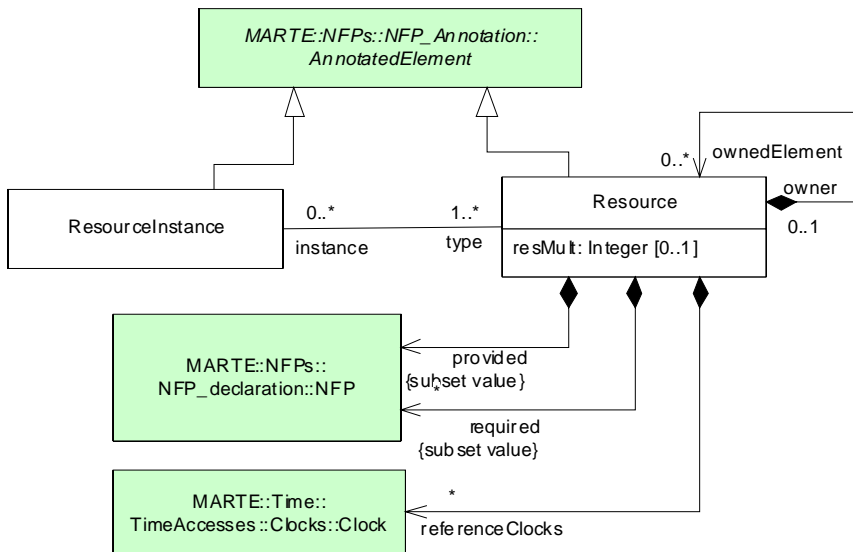 MARTE::NFPs::NFP_Annotation::
AnnotatedElement
0..*
ownedElement
owner
0..1
ResourceInstance
0..*
instance
1..*
type
Resource
resMult: Integer [0..1]
MARTE::NFPs::
NFP_declaration::NFP
provided
{subset value}
*
required
{subset value}
MARTE::Time::
TimeAccesses::Clocks::Clock
*
referenceClocks